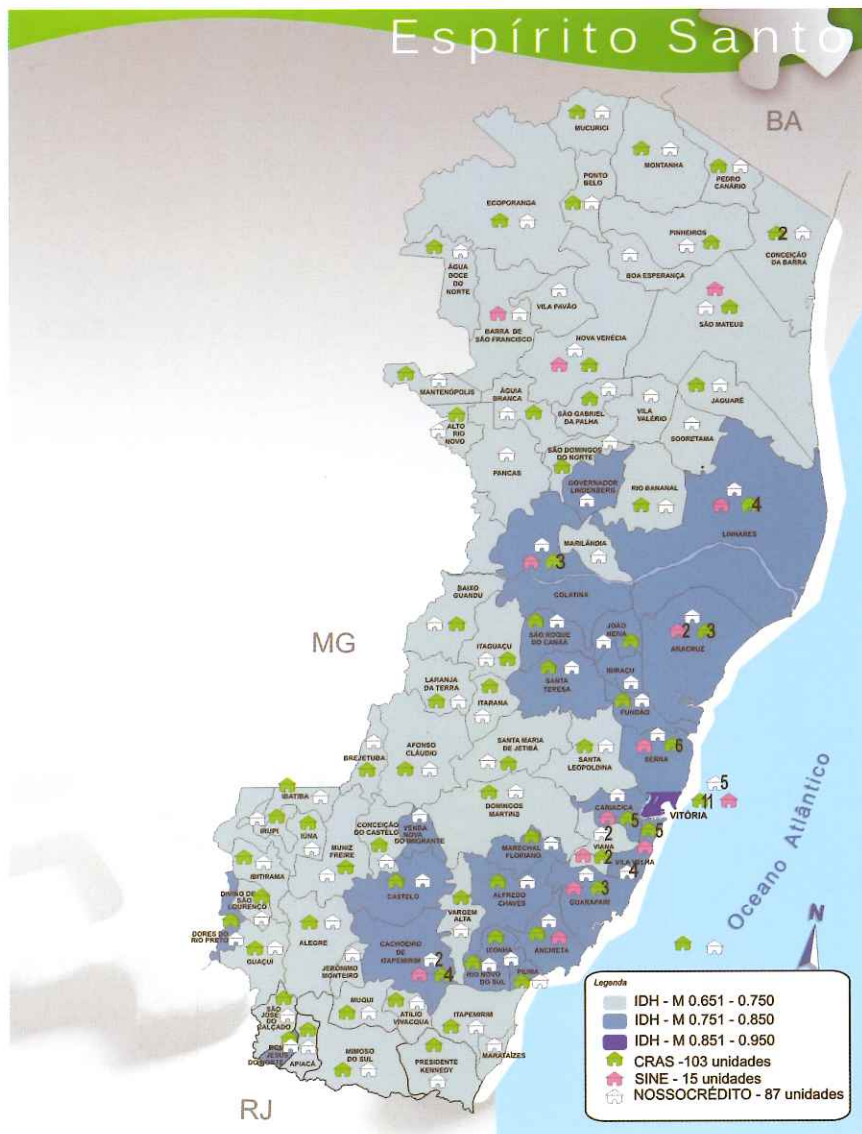 Espírito Santo
BA
MUCURICI
MONTANHA
PEDRO
CANÁRIO
PONTO
BELO
ECOPORANGA
PINHEIROS
2
CONCEIÇÃO
DA BARRA
ÁGUA
DOCE
DO
NORTE
BOA ESPERANÇA
VILA PAVÃO
SÃO MATEUS
BARRA DE
SÃO FRANCISCO
NOVA VENÉCIA
MANTENÓPOLIS
ÁGUIA
BRANCA
SÃO GABRIEL
DA PALHA
VILA
VALÉRIO
JAGUARÉ
ALTO
RIO
NOVO
SOORETAMA
PANCAS
SÃO DOMINGOS
DO NORTE
GOVERNADOR
LINDENBERG
RIO BANANAL
4
LINHARES
MARILÂNDIA
3
COLATINA
BAIXO
GUANDU
MG
SÃO ROQUE
DO CANAÃ
JOÃO
NEIVA
2 3
ARACRUZ
ITAGUAÇU
LARANJA
DA TERRA
ITARANA
SANTA
TERESA
IBIRAÇU
FUNDÃO
AFONSO
CLÁUDIO
SANTA MARIA
DE JETIBÁ
SANTA
LEOPOLDINA
6
SERRA
BREJETUBA
DOMINGOS
MARTINS
CARIACICA
5
5
11
VITÓRIA
IBATIBA
IRUPI
IÚNA
CONCEIÇÃO
DO CASTELO
VENDA
NOVA
DO IMIGRANTE
MARECHAL
FLORIANO
2
VIANA
2
5
VILA VELHA
4
MUNIZ
FREIRE
IBITIRAMA
CASTELO
ALFREDO
CHAVES
3
GUARAPARI
DIVINO DE
SÃO
LOURENÇO
VARGEM
ALTA
Oceano Atlântico
DORES DO
RIO PRETO
ALEGRE
GUAÇUÍ
CACHOEIRO
DE
ITAPEMIRIM
2
4
ICONHA
ANCHIETA
JERÔNIMO
MONTEIRO
RIO NOVO
DO SUL
PIÚMA
N
SÃO
JOSÉ
DO
CALÇADO
MUQUI
ATÍLIO
VIVACQUA
ITAPEMIRIM
JESUS
DO NORTE
APIACÁ
MIMOSO
DO SUL
PRESIDENTE
KENNEDY
MARATAÍZES
RJ
Legenda
IDH - M 0.651 - 0.750
IDH - M 0.751 - 0.850
IDH - M 0.851 - 0.950
CRAS -103 unidades
SINE - 15 unidades
NOSSOCRÉDITO - 87 unidades